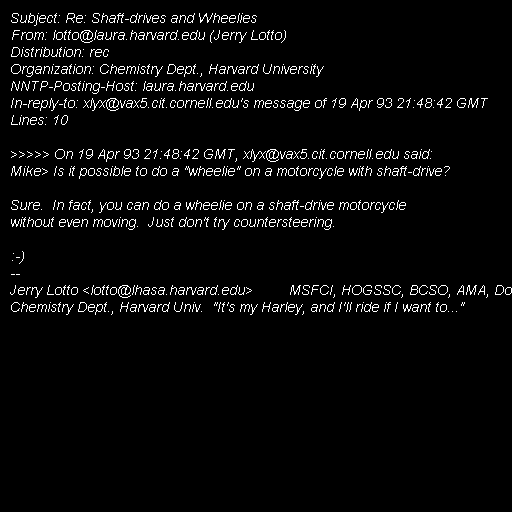 Subject: Re: Shaft-drives and Wheelies
From: lotto@laura.harvard.edu (Jerry Lotto)
Distribution: rec
Organization: Chemistry Dept., Harvard University
NNTP-Posting-Host: laura.harvard.edu
In-reply-to: xlyx@vax5.cit.cornell.edu's message of 19 Apr 93 21:48:42 GMT
Lines: 10

>>>>> On 19 Apr 93 21:48:42 GMT, xlyx@vax5.cit.cornell.edu said:
Mike> Is it possible to do a "wheelie" on a motorcycle with shaft-drive?

Sure.  In fact, you can do a wheelie on a shaft-drive motorcycle
without even moving.  Just don't try countersteering.

:-)
--
Jerry Lotto <lotto@lhasa.harvard.edu>         MSFCI, HOGSSC, BCSO, AMA, Do
Chemistry Dept., Harvard Univ.  "It's my Harley, and I'll ride if I want to..."